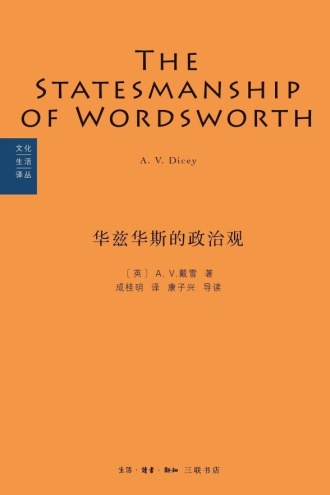 THE
STATESMANSHIP
OF WORDSWORTH
A. V. Dicey
文化
生活
译丛
华兹华斯的政治观
[英] A. V. 戴雪 著
成桂明 译 康子兴 导读
生活·读书·新知 三联书店